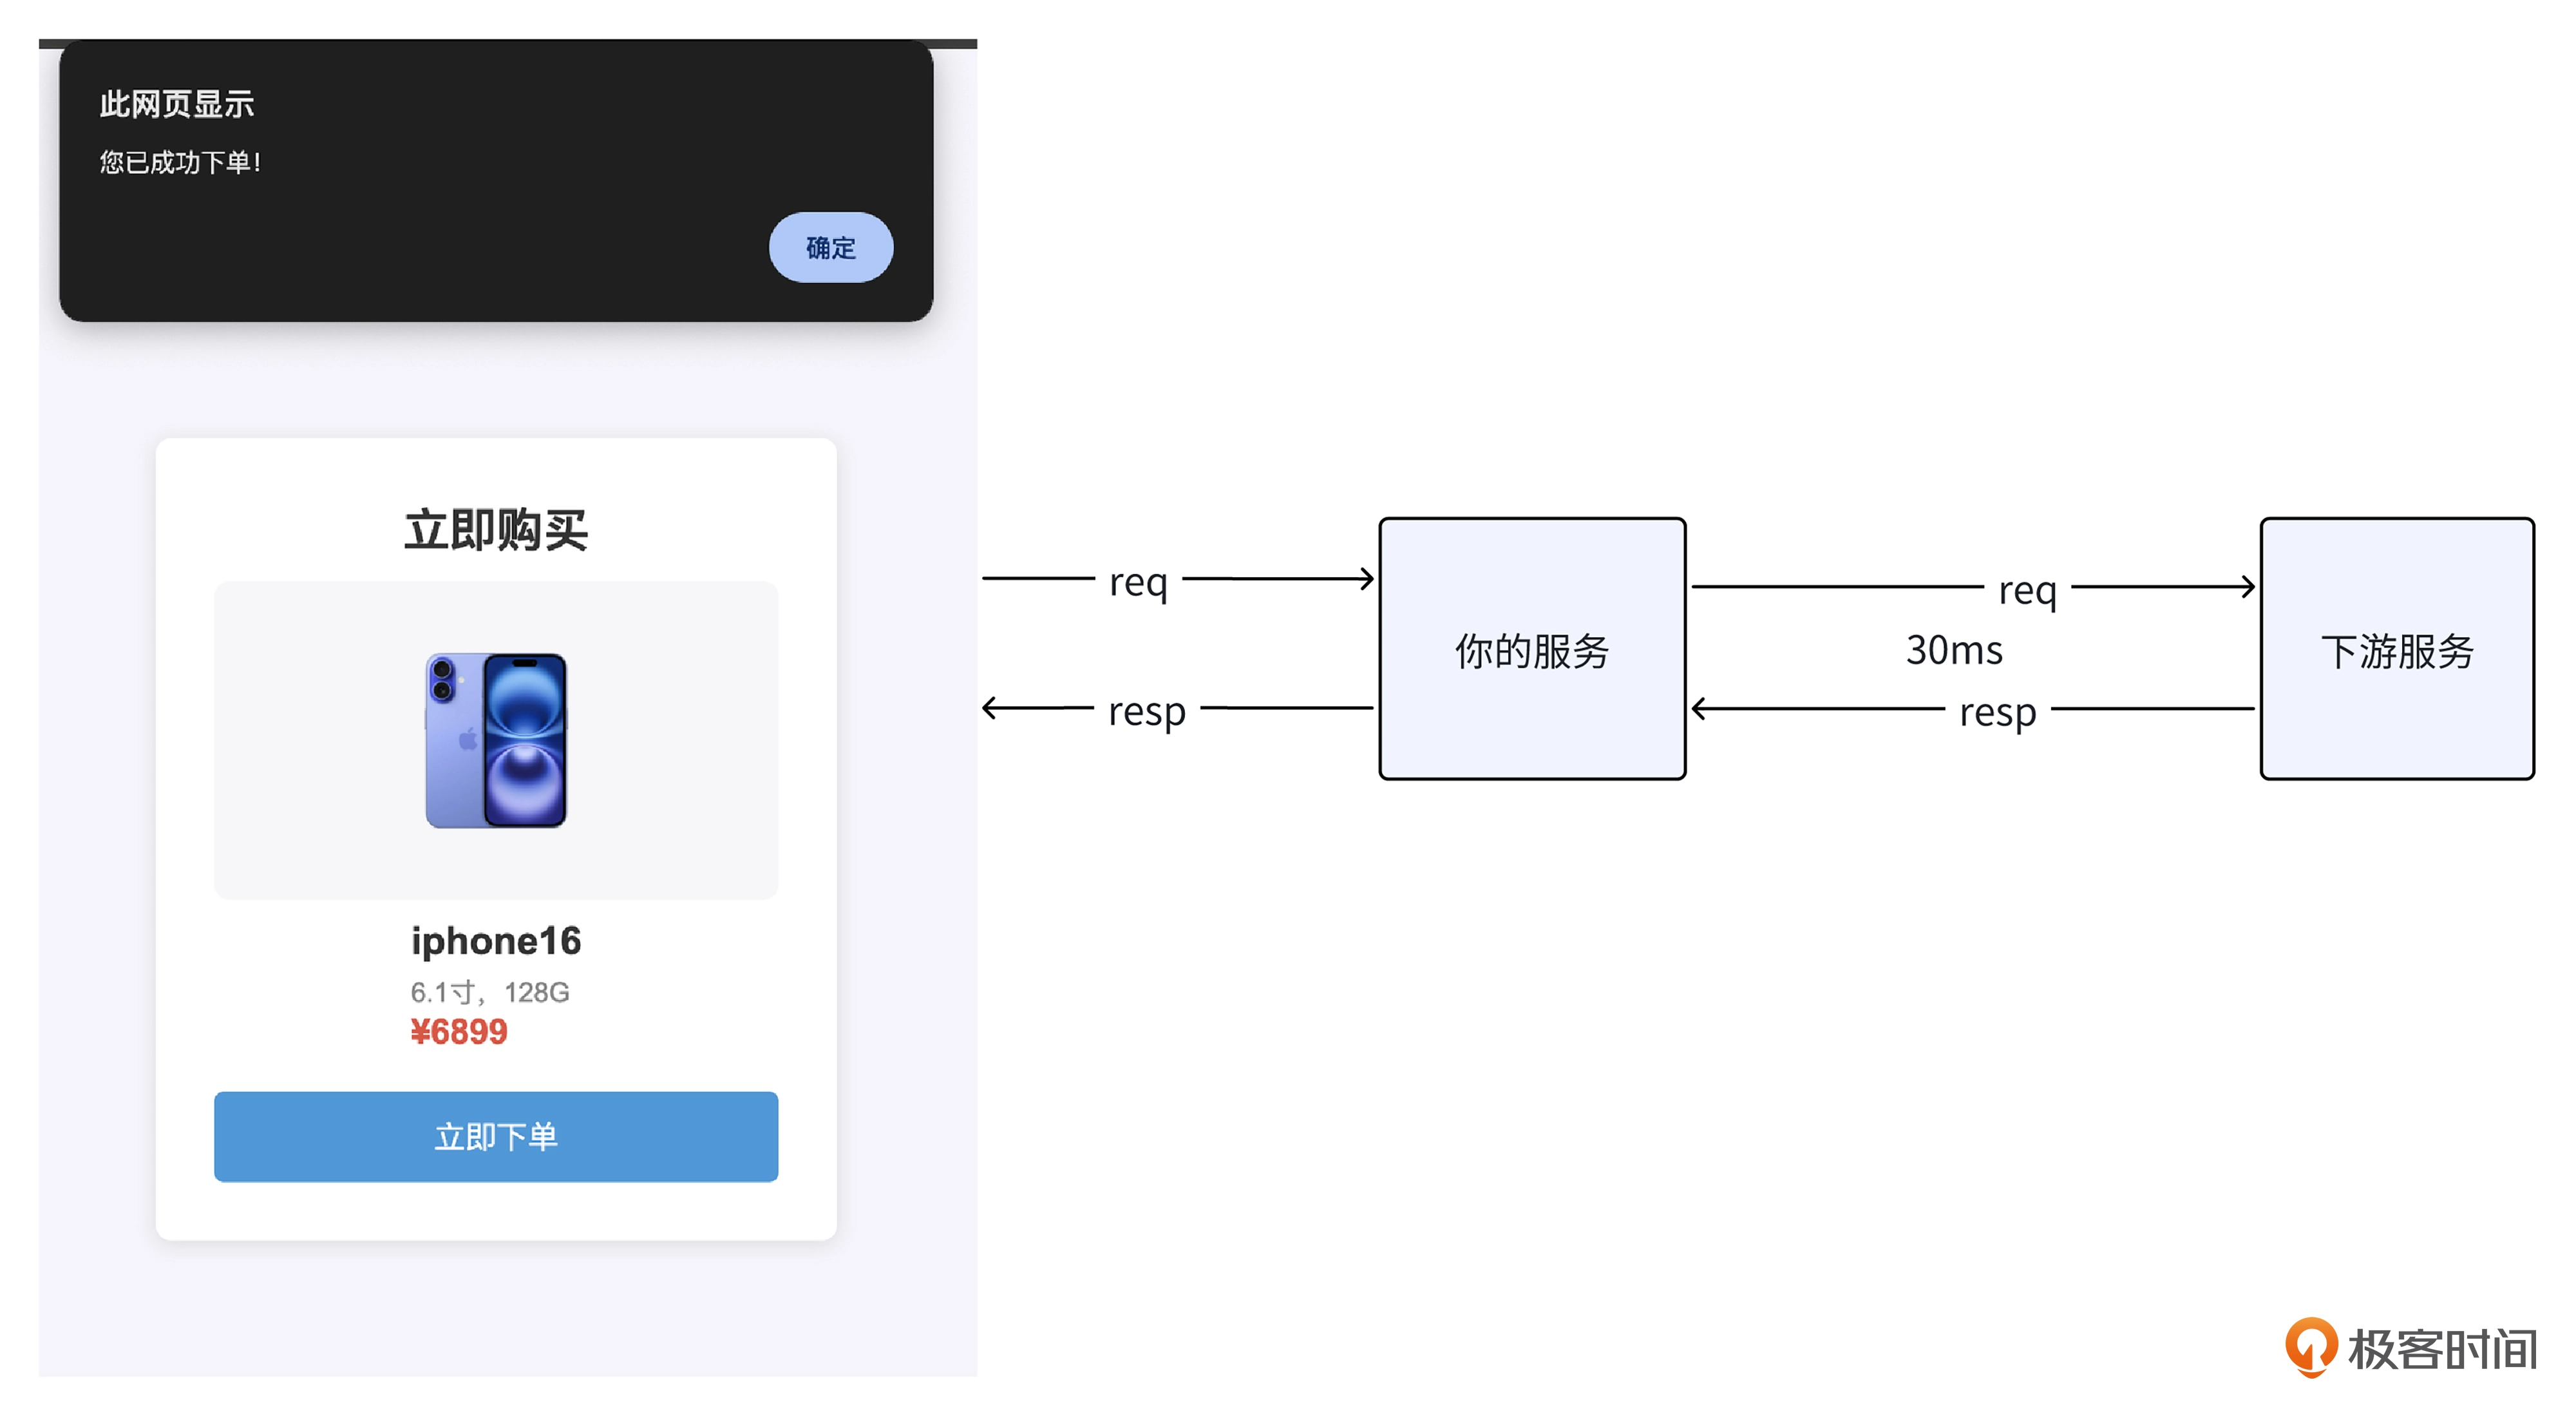 此网页显示
您已成功下单!
确定
立即购买
iphone16
6.1寸，128G
¥6899
立即下单
req
resp
你的服务
req
30ms
resp
下游服务
极客时间